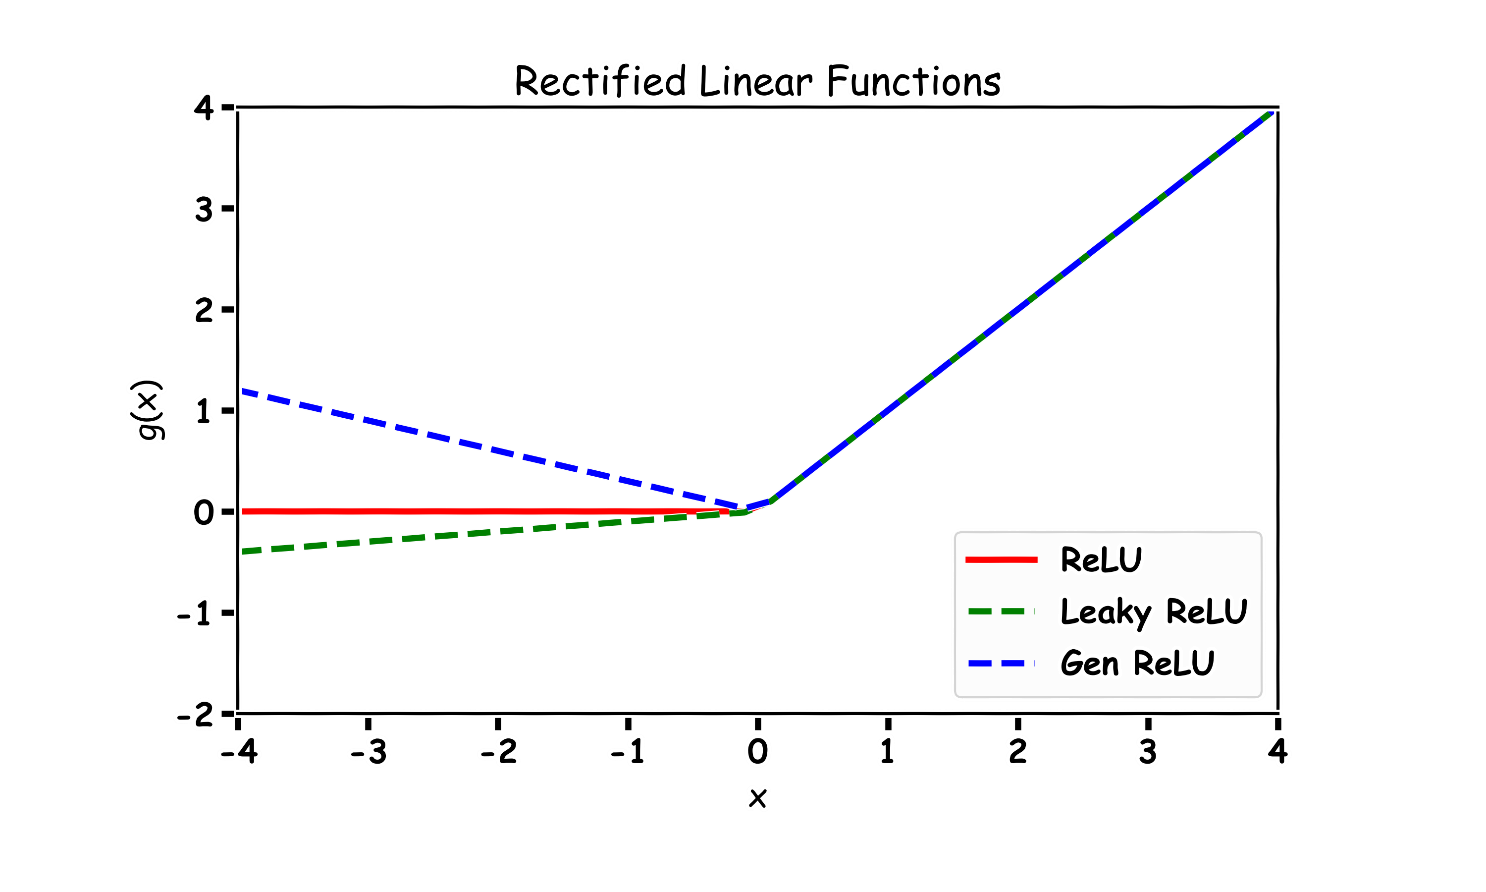 Rectified Linear Functions
4
3
2
1
0
-1
-2
g(x)
-4 -3 -2 -1 0 1 2 3 4
x
ReLU
Leaky ReLU
Gen ReLU